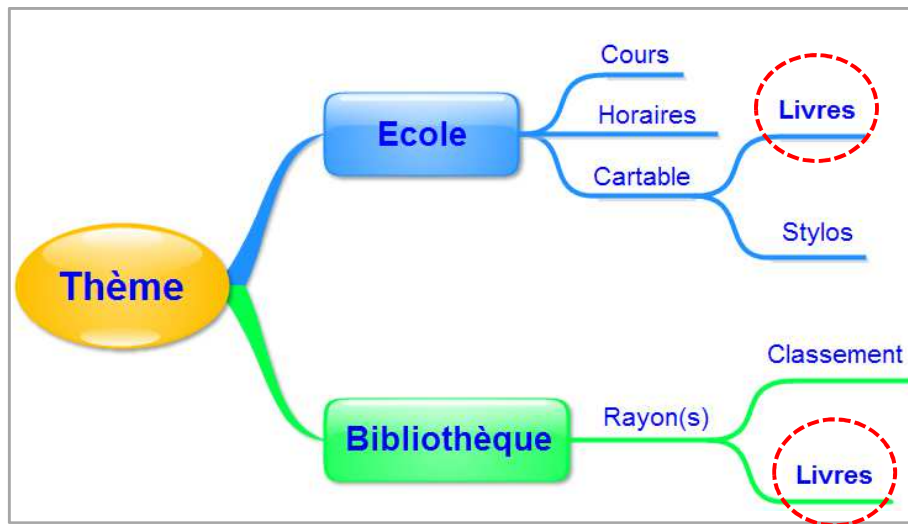 Thème
Ecole
Cours
Horaires
Cartable
Livres
Stylos
Bibliothèque
Rayon(s)
Classement
Livres